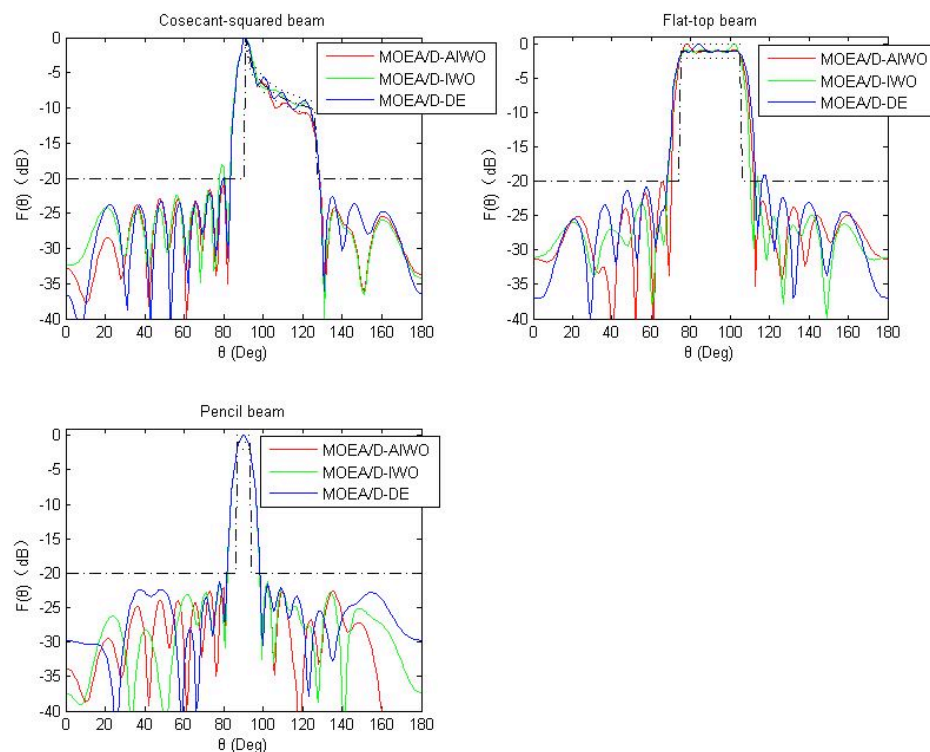 Cosecant-squared beam
0
-5
-10
-15
-20
-25
-30
-35
-40
F(θ)（dB）
0 20 40 60 80 100 120 140 160 180
θ (Deg)
MOEA/D-AIWO
MOEA/D-IWO
MOEA/D-DE
Flat-top beam
0
-5
-10
-15
-20
-25
-30
-35
-40
F(θ)（dB）
0 20 40 60 80 100 120 140 160 180
θ (Deg)
MOEA/D-AIWO
MOEA/D-IWO
MOEA/D-DE
Pencil beam
0
-5
-10
-15
-20
-25
-30
-35
-40
F(θ)（dB）
0 20 40 60 80 100 120 140 160 180
θ (Deg)
MOEA/D-AIWO
MOEA/D-IWO
MOEA/D-DE